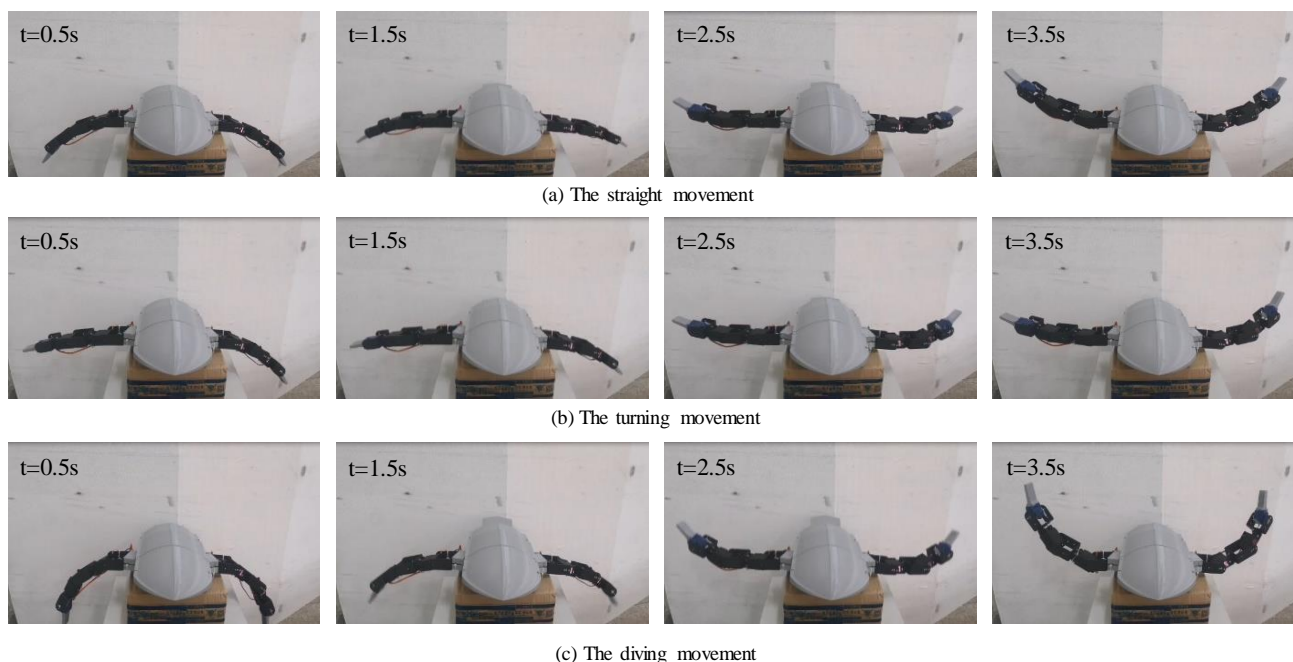 t=0.5s t=1.5s t=2.5s t=3.5s
(a) The straight movement
t=0.5s t=1.5s t=2.5s t=3.5s
(b) The turning movement
t=0.5s t=1.5s t=2.5s t=3.5s
(c) The diving movement